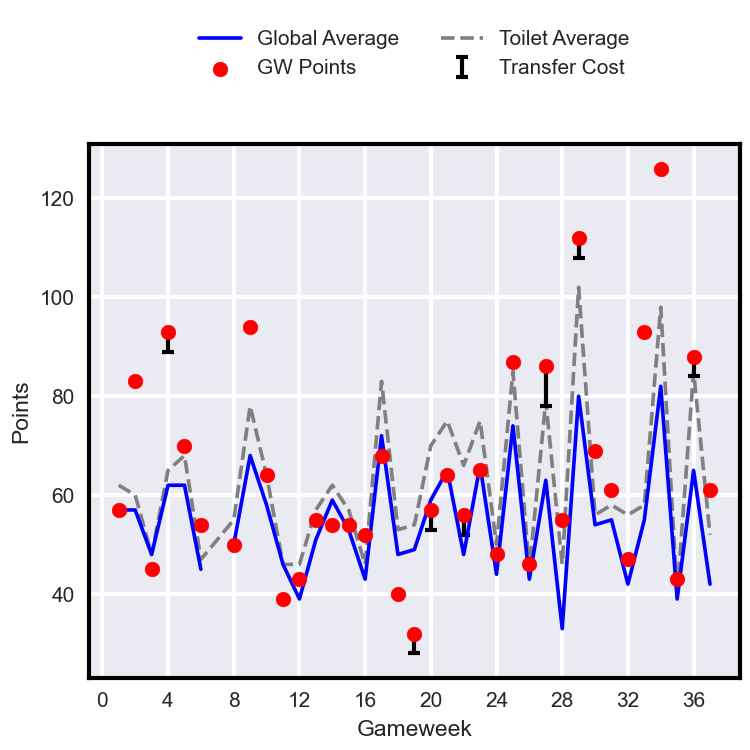 Global Average Toilet Average
GW Points Transfer Cost
120
100
80
60
40
Points
0 4 8 12 16 20 24 28 32 36
Gameweek